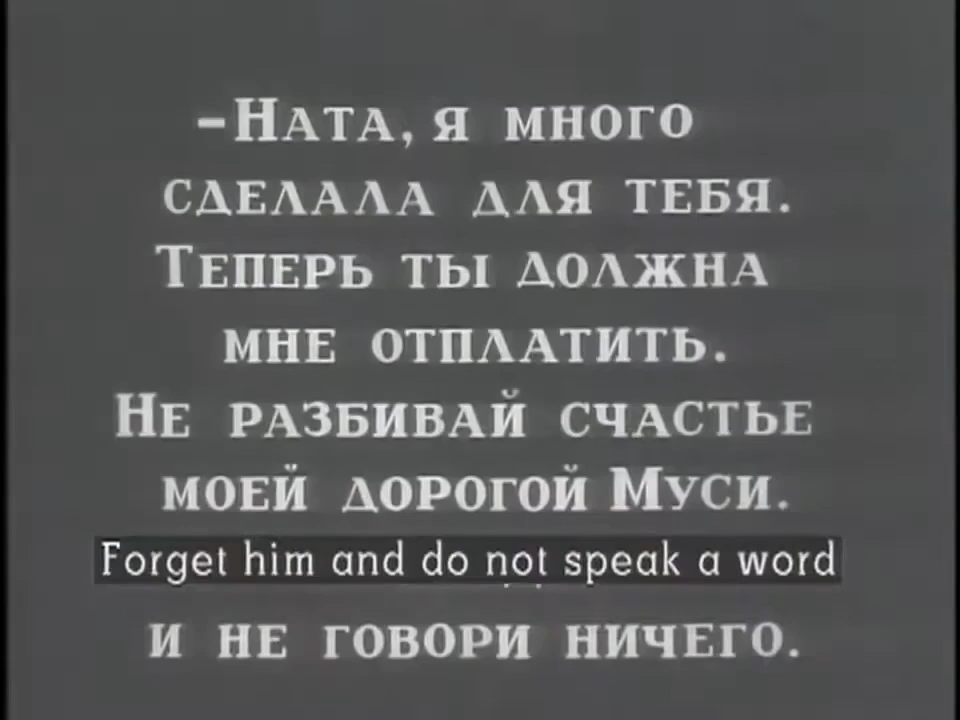 –Ната, я много
сделала для тебя.
Теперь ты должна
мне отплатить.
Не разбивай счастье
моей дорогой Муси.
Forget him and do not speak a word
и не говори ничего.